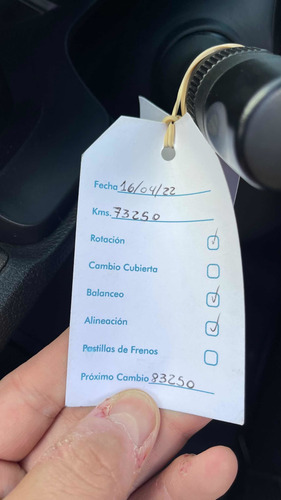 Fecha 16/04/22
Kms. 73250
Rotación
Cambio Cubierta
Balanceo
Alineación
Pastillas de Frenos
Próximo Cambio 83250